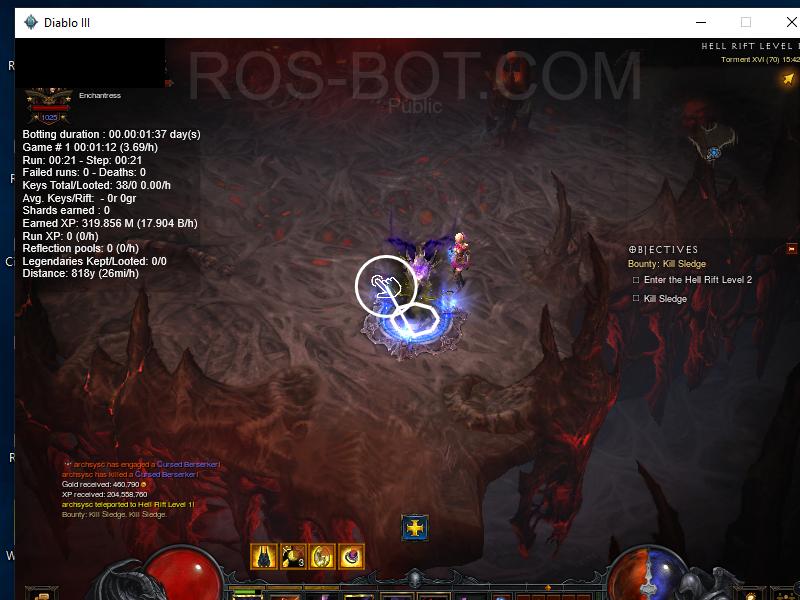 Diablo III
HELL RIFT LEVEL 1
Torment XVI (70) 15:42
ROS-BOT.COM
Public
Enchantress
1025
Botting duration : 00.00:01:37 day(s)
Game # 1 00:01:12 (3.69/h)
Run: 00:21 - Step: 00:21
Failed runs: 0 - Deaths: 0
Keys Total/Looted: 38/0 0.00/h
Avg. Keys/Rift:  - 0r 0gr
Shards earned : 0
Earned XP: 319.856 M (17.904 B/h)
Run XP: 0 (0/h)
Reflection pools: 0 (0/h)
Legendaries Kept/Looted: 0/0
Distance: 818y (26mi/h)
OBJECTIVES
Bounty: Kill Sledge
Enter the Hell Rift Level 2
Kill Sledge
archsysc has engaged a Cursed Berserker!
archsysc has killed a Cursed Berserker!
Gold received: 460,790
XP received: 204,558,760
archsysc teleported to Hell Rift Level 1!
Bounty: Kill Sledge. Kill Sledge.
3